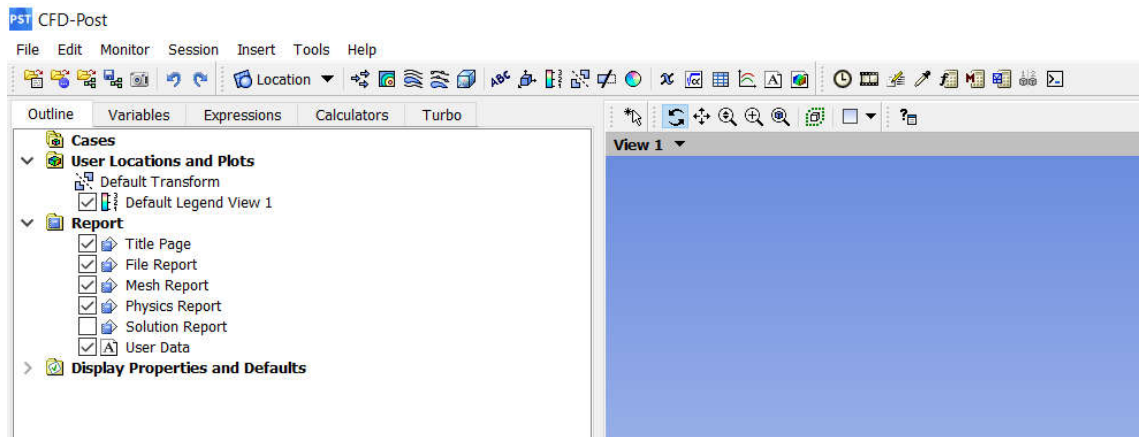 PST CFD-Post
File Edit Monitor Session Insert Tools Help
Location
Outline Variables Expressions Calculators Turbo
Cases
User Locations and Plots
Default Transform
Default Legend View 1
Report
Title Page
File Report
Mesh Report
Physics Report
Solution Report
User Data
Display Properties and Defaults
View 1